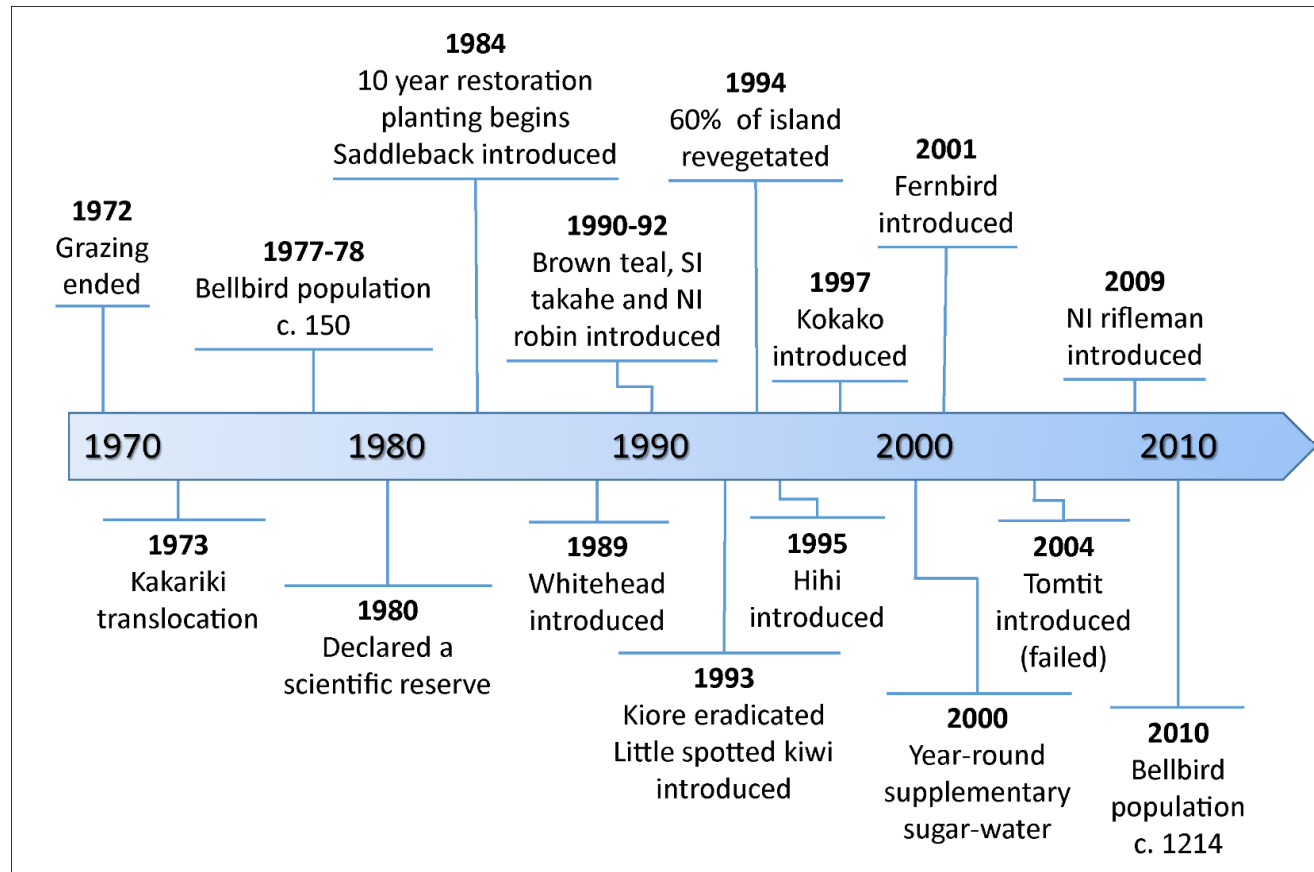 1972
Grazing
ended
1977-78
Bellbird population
c. 150
1984
10 year restoration
planting begins
Saddleback introduced
1990-92
Brown teal, SI
takahe and NI
robin introduced
1994
60% of island
revegetated
1997
Kokako
introduced
2001
Fernbird
introduced
2009
NI rifleman
introduced
1970
1980
1990
2000
2010
1973
Kakariki
translocation
1980
Declared a
scientific reserve
1989
Whitehead
introduced
1993
Kiore eradicated
Little spotted kiwi
introduced
1995
Hihi
introduced
2000
Year-round
supplementary
sugar-water
2004
Tomtit
introduced
(failed)
2010
Bellbird
population
c. 1214